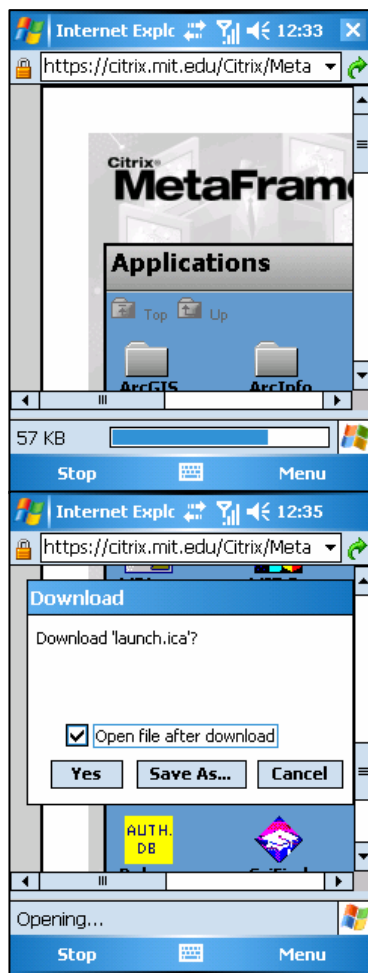 Internet Explc 12:33
https://citrix.mit.edu/Citrix/Meta
Citrix®
MetaFram
Applications
Top Up
ArcGIS ArcInfo
57 KB
Stop Menu
Internet Explc 12:35
https://citrix.mit.edu/Citrix/Meta
Download
Download 'launch.ica'?
Open file after download
Yes Save As... Cancel
AUTH.
DB
Opening...
Stop Menu